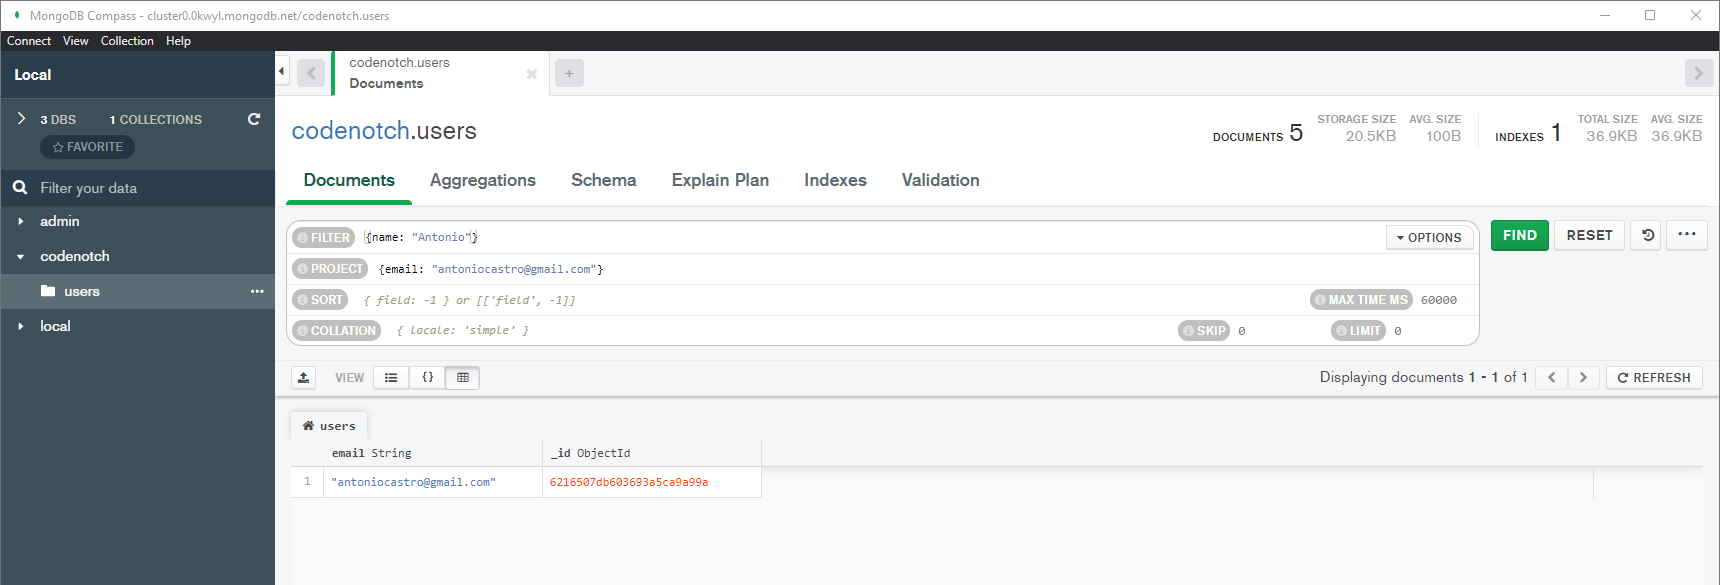 MongoDB Compass - cluster0.0kwyl.mongodb.net/codenotch.users
Connect View Collection Help
Local
3 DBS 1 COLLECTIONS
FAVORITE
Filter your data
admin
codenotch
users
local
codenotch.users
Documents
codenotch.users
DOCUMENTS 5 STORAGE SIZE 20.5KB AVG. SIZE 100B INDEXES 1 TOTAL SIZE 36.9KB AVG. SIZE 36.9KB
Documents Aggregations Schema Explain Plan Indexes Validation
FILTER {name: "Antonio"} OPTIONS FIND RESET ...
PROJECT {email: "antoniocastro@gmail.com"}
SORT { field: -1 } or [['field', -1]] MAX TIME MS 60000
COLLATION { locale: 'simple' } SKIP 0 LIMIT 0
VIEW {} Displaying documents 1 - 1 of 1 REFRESH
users
email String _id ObjectId
1 "antoniocastro@gmail.com" 6216507db603693a5ca9a99a